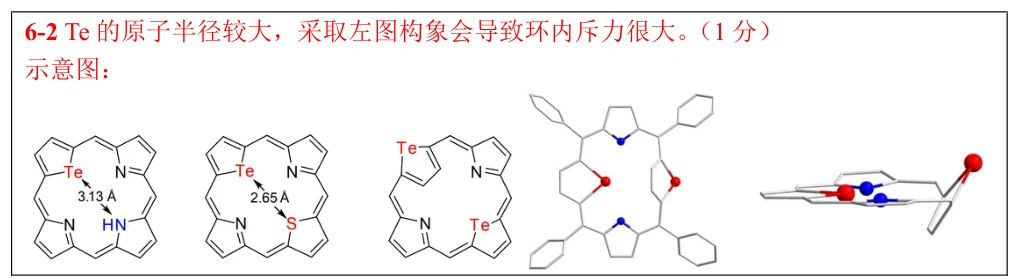 6-2 Te 的原子半径较大，采取左图构象会导致环内斥力很大。（1 分）
示意图：
Te N
3.13 Å
N HN
Te N
2.65 Å
N S
Te
N
N Te